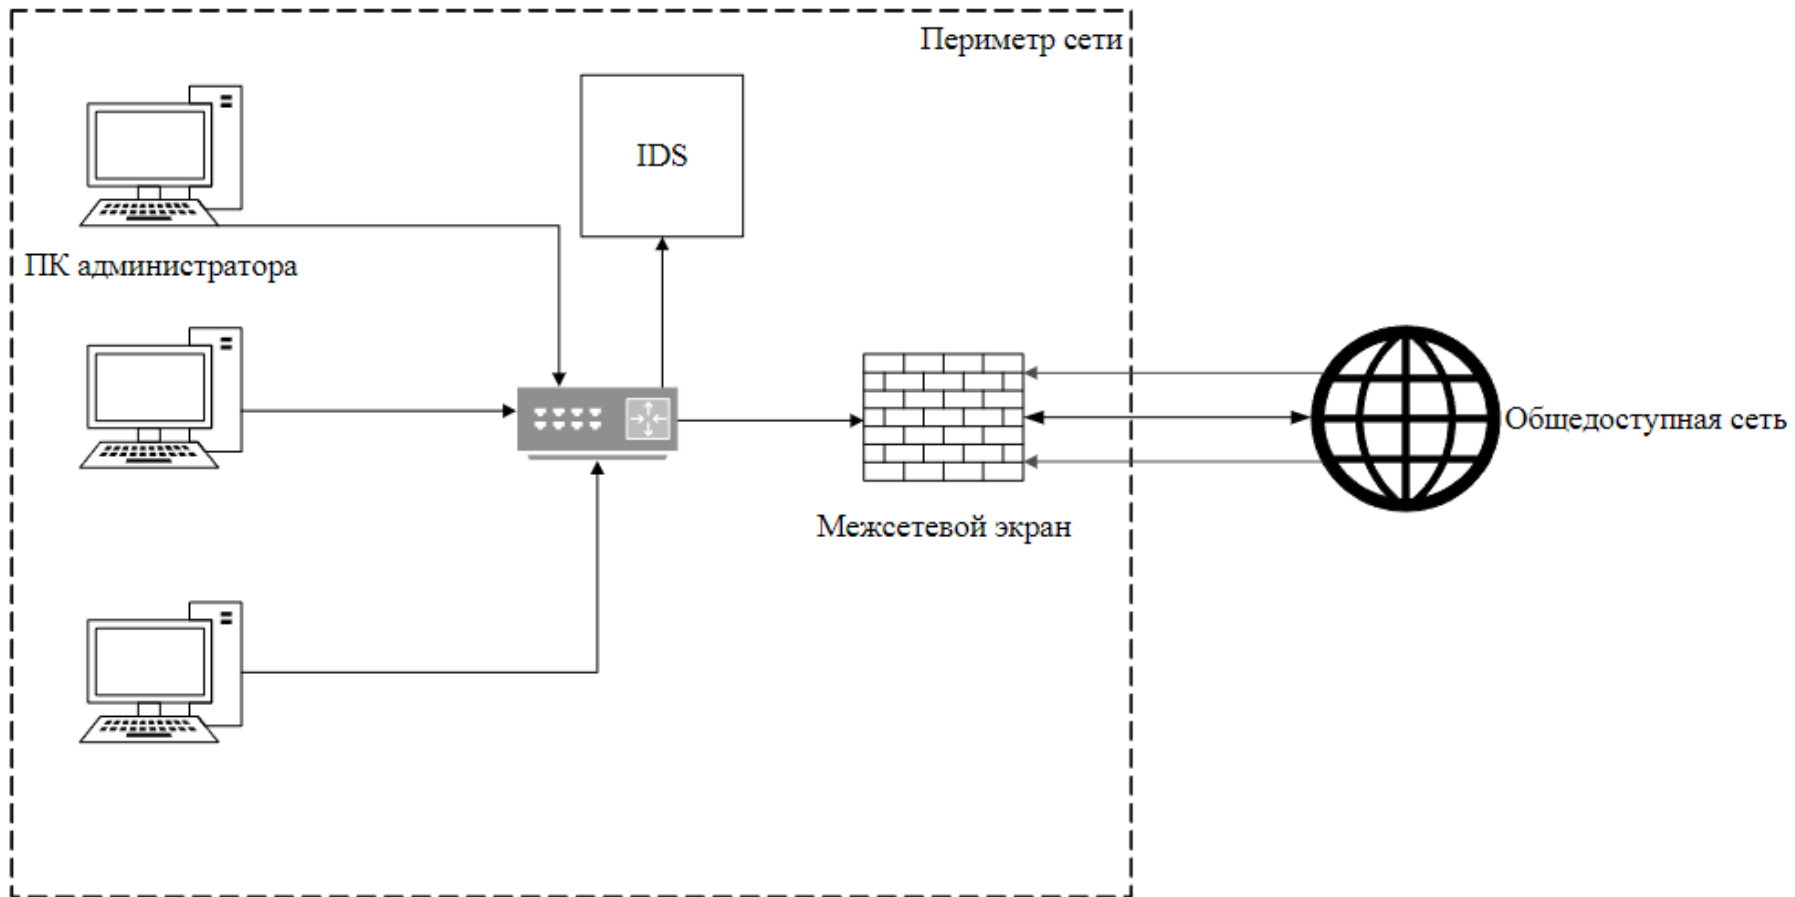 Периметр сети
IDS
ПК администратора
Общедоступная сеть
Межсетевой экран